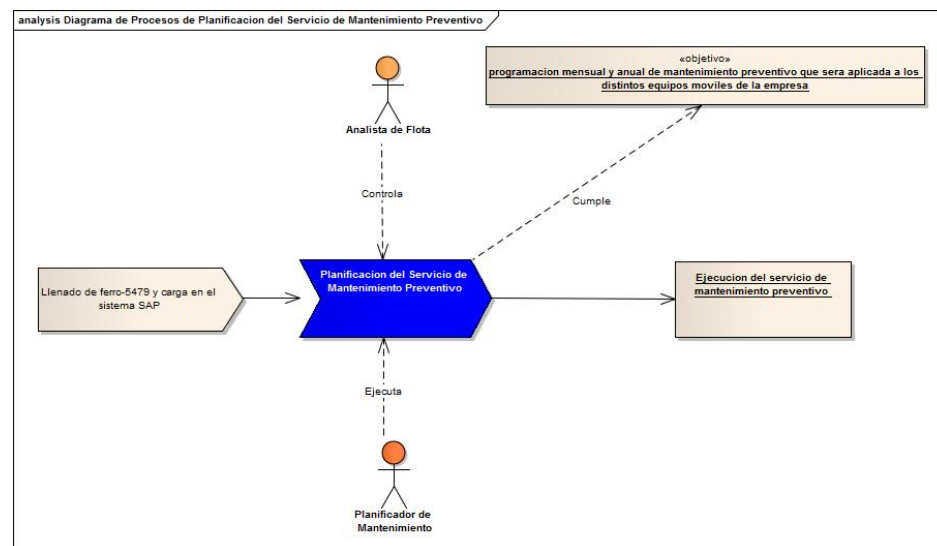 analysis Diagrama de Procesos de Planificacion del Servicio de Mantenimiento Preventivo
«objetivo»
programacion mensual y anual de mantenimiento preventivo que sera aplicada a los
distintos equipos moviles de la empresa
Analista de Flota
Controla
Cumple
Planificacion del Servicio de
Mantenimiento Preventivo
Llenado de ferro-5479 y carga en el
sistema SAP
Ejecucion del servicio de
mantenimiento preventivo
Ejecuta
Planificador de
Mantenimiento